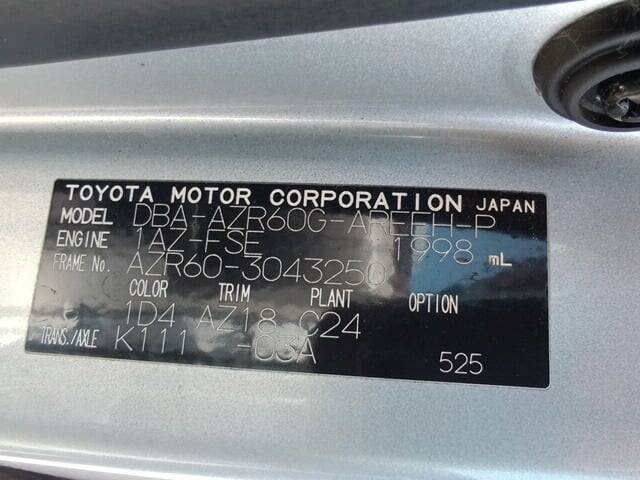 TOYOTA MOTOR CORPORATION JAPAN
MODEL DBA-AZR60G-APEEH-P
ENGINE 1AZ-FSE 1998 mL
FRAME No. AZR60-3043250
COLOR TRIM PLANT OPTION
1D4 AZ18 C24
TRANS./AXLE K111 -03A
525